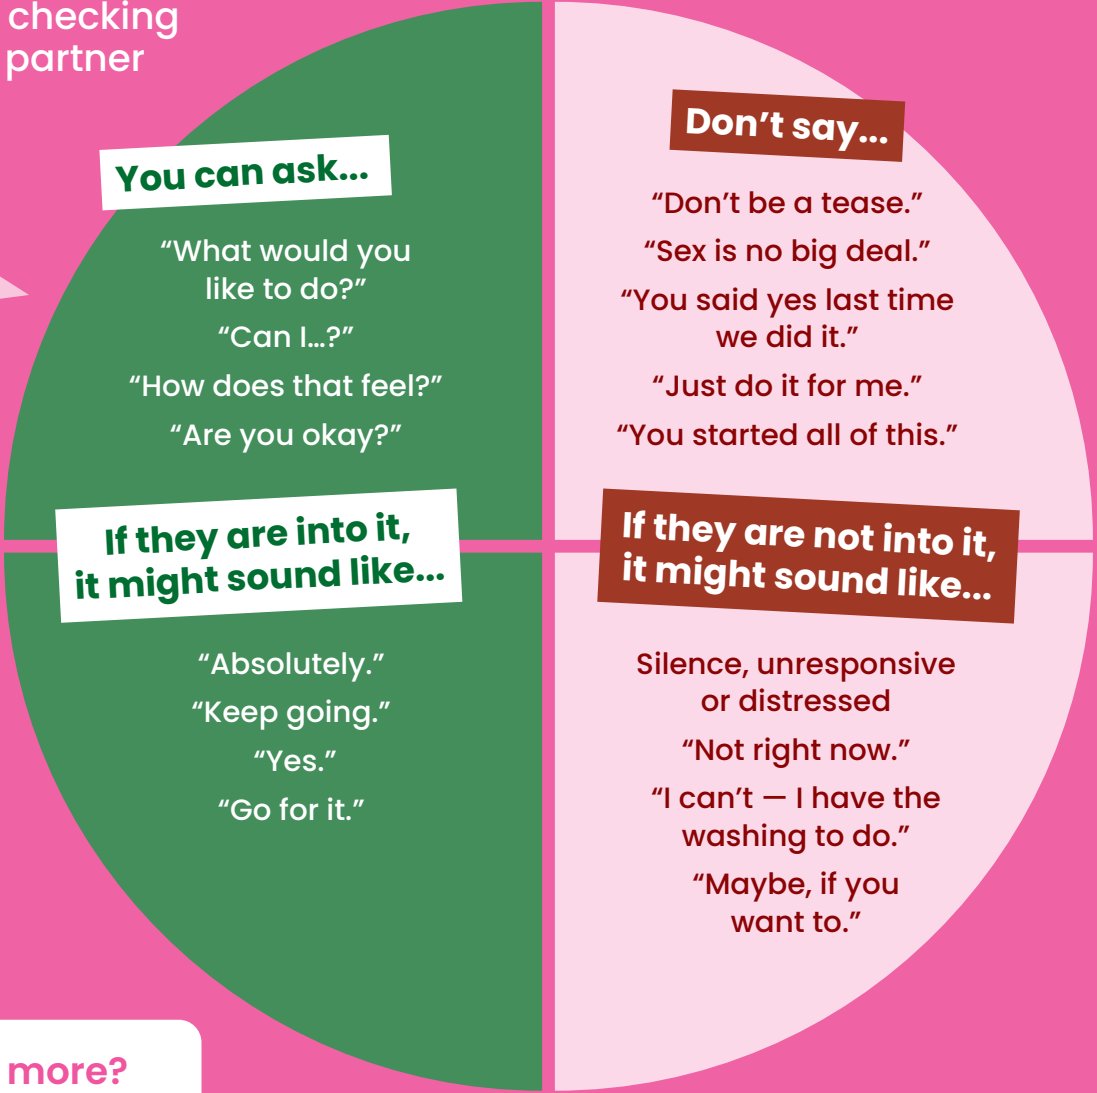 checking
partner
You can ask...
“What would you
like to do?”
“Can I...?”
“How does that feel?”
“Are you okay?”
Don’t say...
“Don’t be a tease.”
“Sex is no big deal.”
“You said yes last time
we did it.”
“Just do it for me.”
“You started all of this.”
If they are into it,
it might sound like...
“Absolutely.”
“Keep going.”
“Yes.”
“Go for it.”
If they are not into it,
it might sound like...
Silence, unresponsive
or distressed
“Not right now.”
“I can’t — I have the
washing to do.”
“Maybe, if you
want to.”
more?